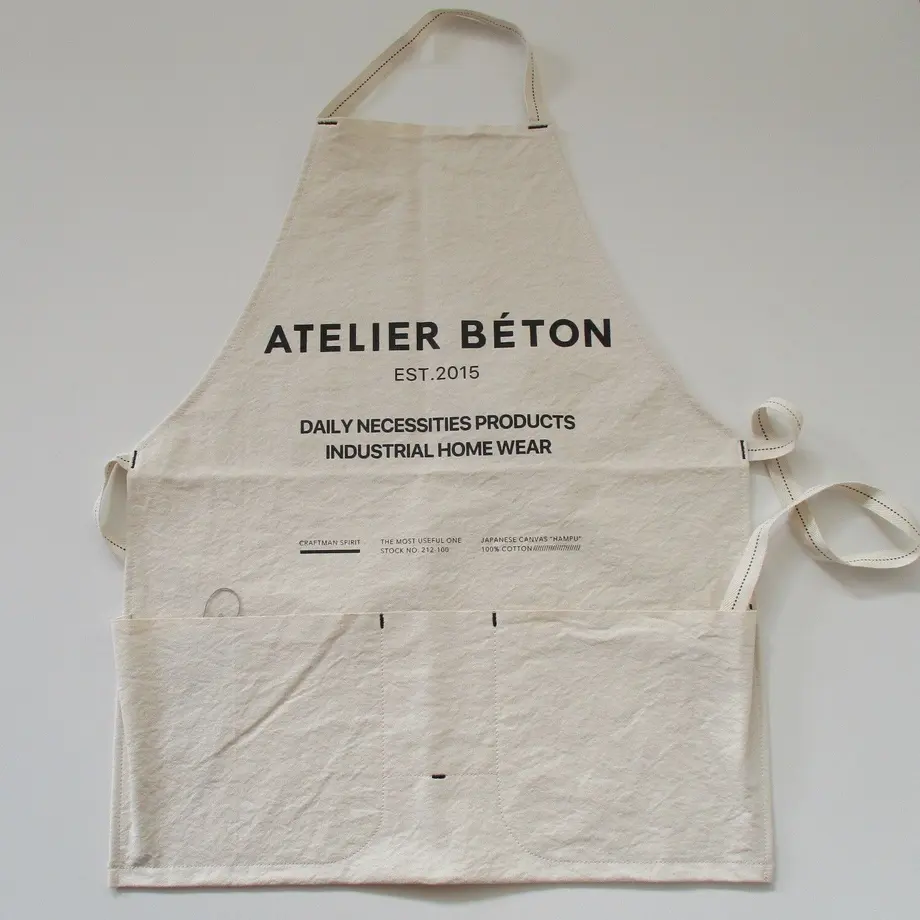 ATELIER BÉTON
EST.2015
DAILY NECESSITIES PRODUCTS
INDUSTRIAL HOME WEAR
CRAFTMAN SPIRIT
THE MOST USEFUL ONE
STOCK NO. 212-100
JAPANESE CANVAS "HAMPU"
100% COTTON////////////////////